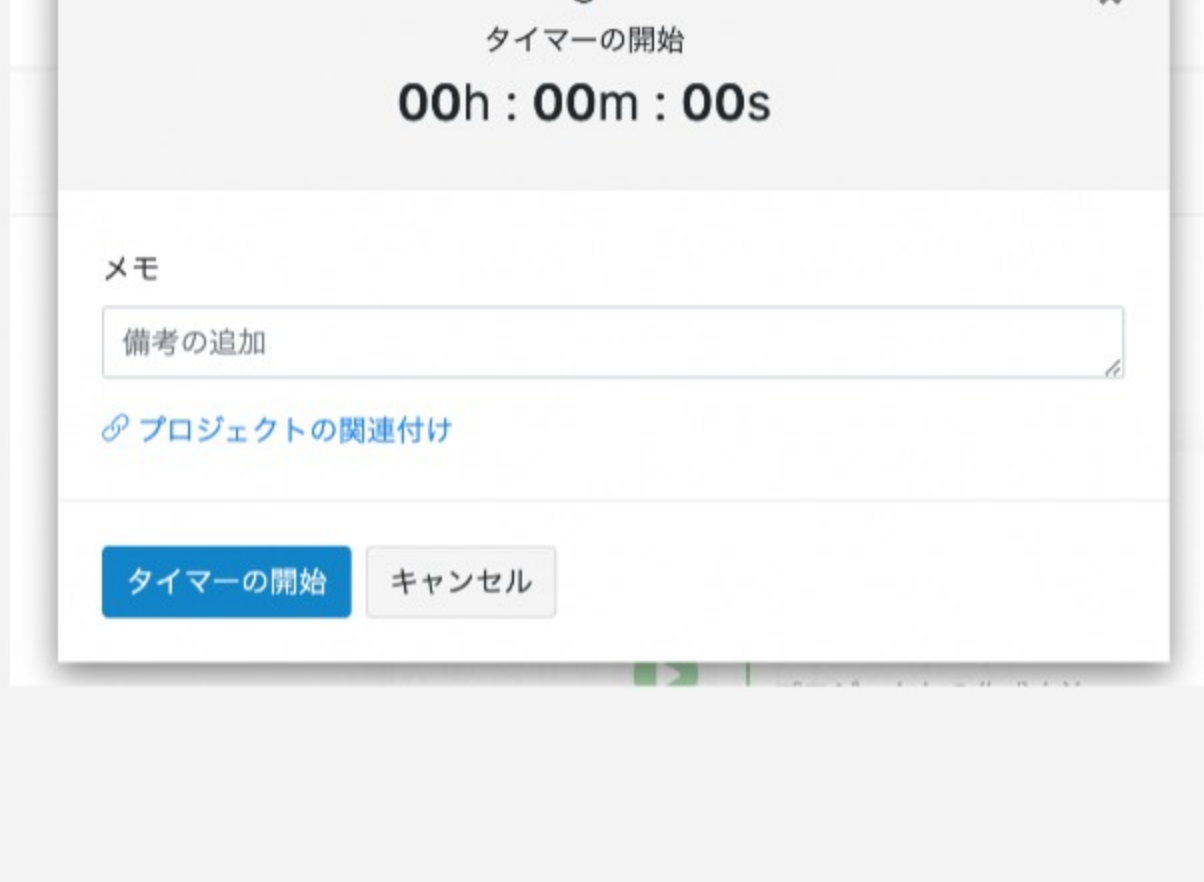 タイマーの開始
00h : 00m : 00s
メモ
備考の追加
プロジェクトの関連付け
タイマーの開始 キャンセル